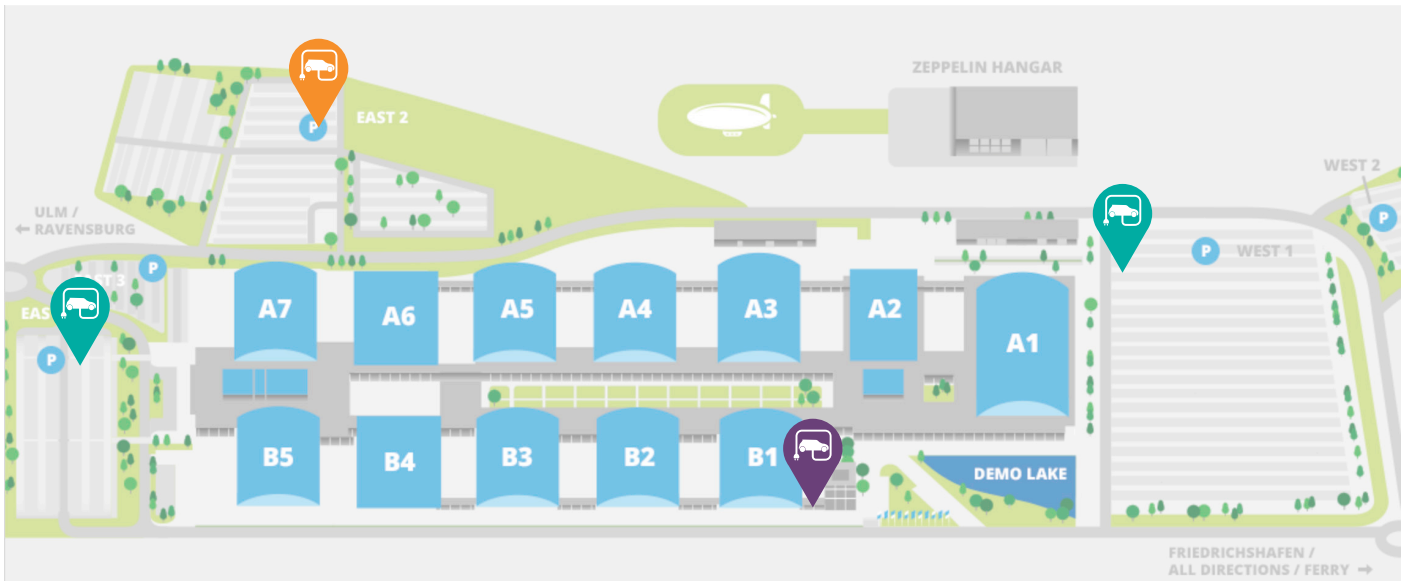 ZEPPELIN HANGAR
P
EAST 2
WEST 2
P
ULM /
← RAVENSBURG
P
WEST 1
P
A7
A6
A5
A4
A3
A2
A1
P
B5
B4
B3
B2
B1
DEMO LAKE
FRIEDRICHSHAFEN /
ALL DIRECTIONS / FERRY →